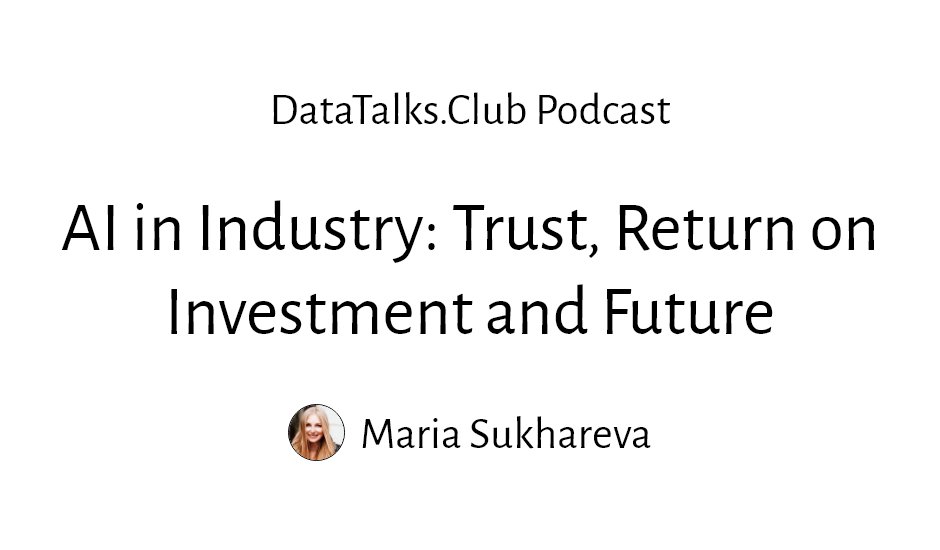 DataTalks.Club Podcast
AI in Industry: Trust, Return on
Investment and Future
Maria Sukhareva